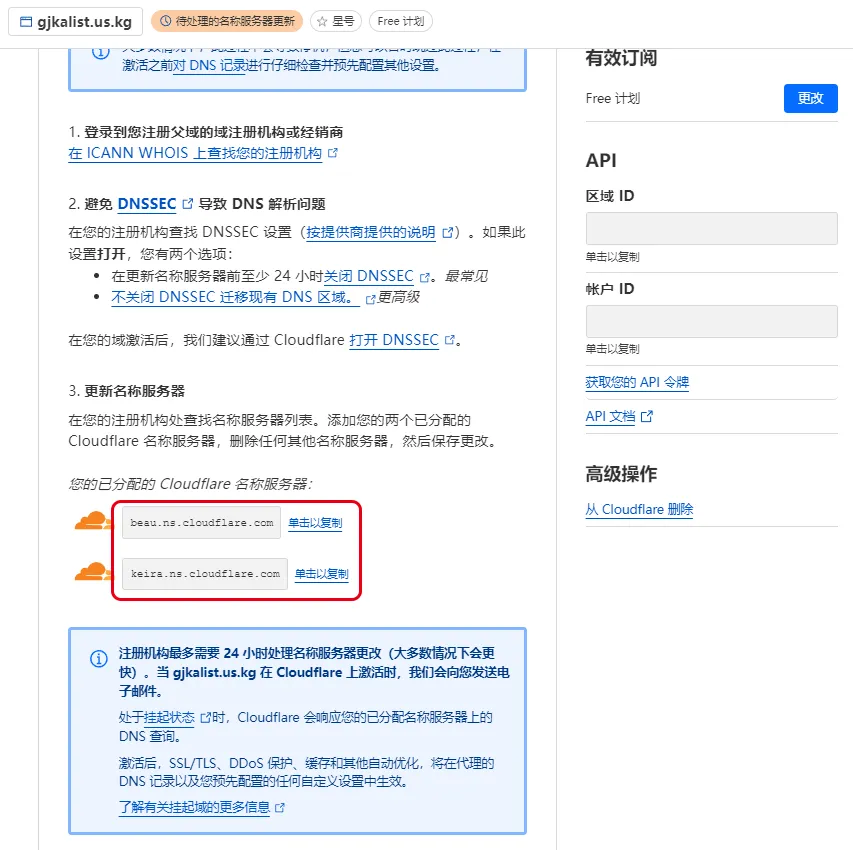 gjkalist.us.kg 待处理的名称服务器更新 星号 Free 计划
激活之前对 DNS 记录进行仔细检查并预先配置其他设置。
1. 登录到您注册父域的域注册机构或经销商
在 ICANN WHOIS 上查找您的注册机构
2. 避免 DNSSEC 导致 DNS 解析问题
在您的注册机构查找 DNSSEC 设置（按提供商提供的说明）。如果此
设置打开，您有两个选项：
• 在更新名称服务器前至少 24 小时关闭 DNSSEC。最常见
• 不关闭 DNSSEC 迁移现有 DNS 区域。 更高级
在您的域激活后，我们建议通过 Cloudflare 打开 DNSSEC。
3. 更新名称服务器
在您的注册机构处查找名称服务器列表。添加您的两个已分配的
Cloudflare 名称服务器，删除任何其他名称服务器，然后保存更改。
您的已分配的 Cloudflare 名称服务器：
beau.ns.cloudflare.com 单击以复制
keira.ns.cloudflare.com 单击以复制
注册机构最多需要 24 小时处理名称服务器更改（大多数情况下会更
快）。当 gjkalist.us.kg 在 Cloudflare 上激活时，我们会向您发送电
子邮件。
处于挂起状态时，Cloudflare 会响应您的已分配名称服务器上的
DNS 查询。
激活后，SSL/TLS、DDoS 保护、缓存和其他自动优化，将在代理的
DNS 记录以及您预先配置的任何自定义设置中生效。
了解有关挂起域的更多信息
有效订阅
Free 计划 更改
API
区域 ID
单击以复制
帐户 ID
单击以复制
获取您的 API 令牌
API 文档
高级操作
从 Cloudflare 删除